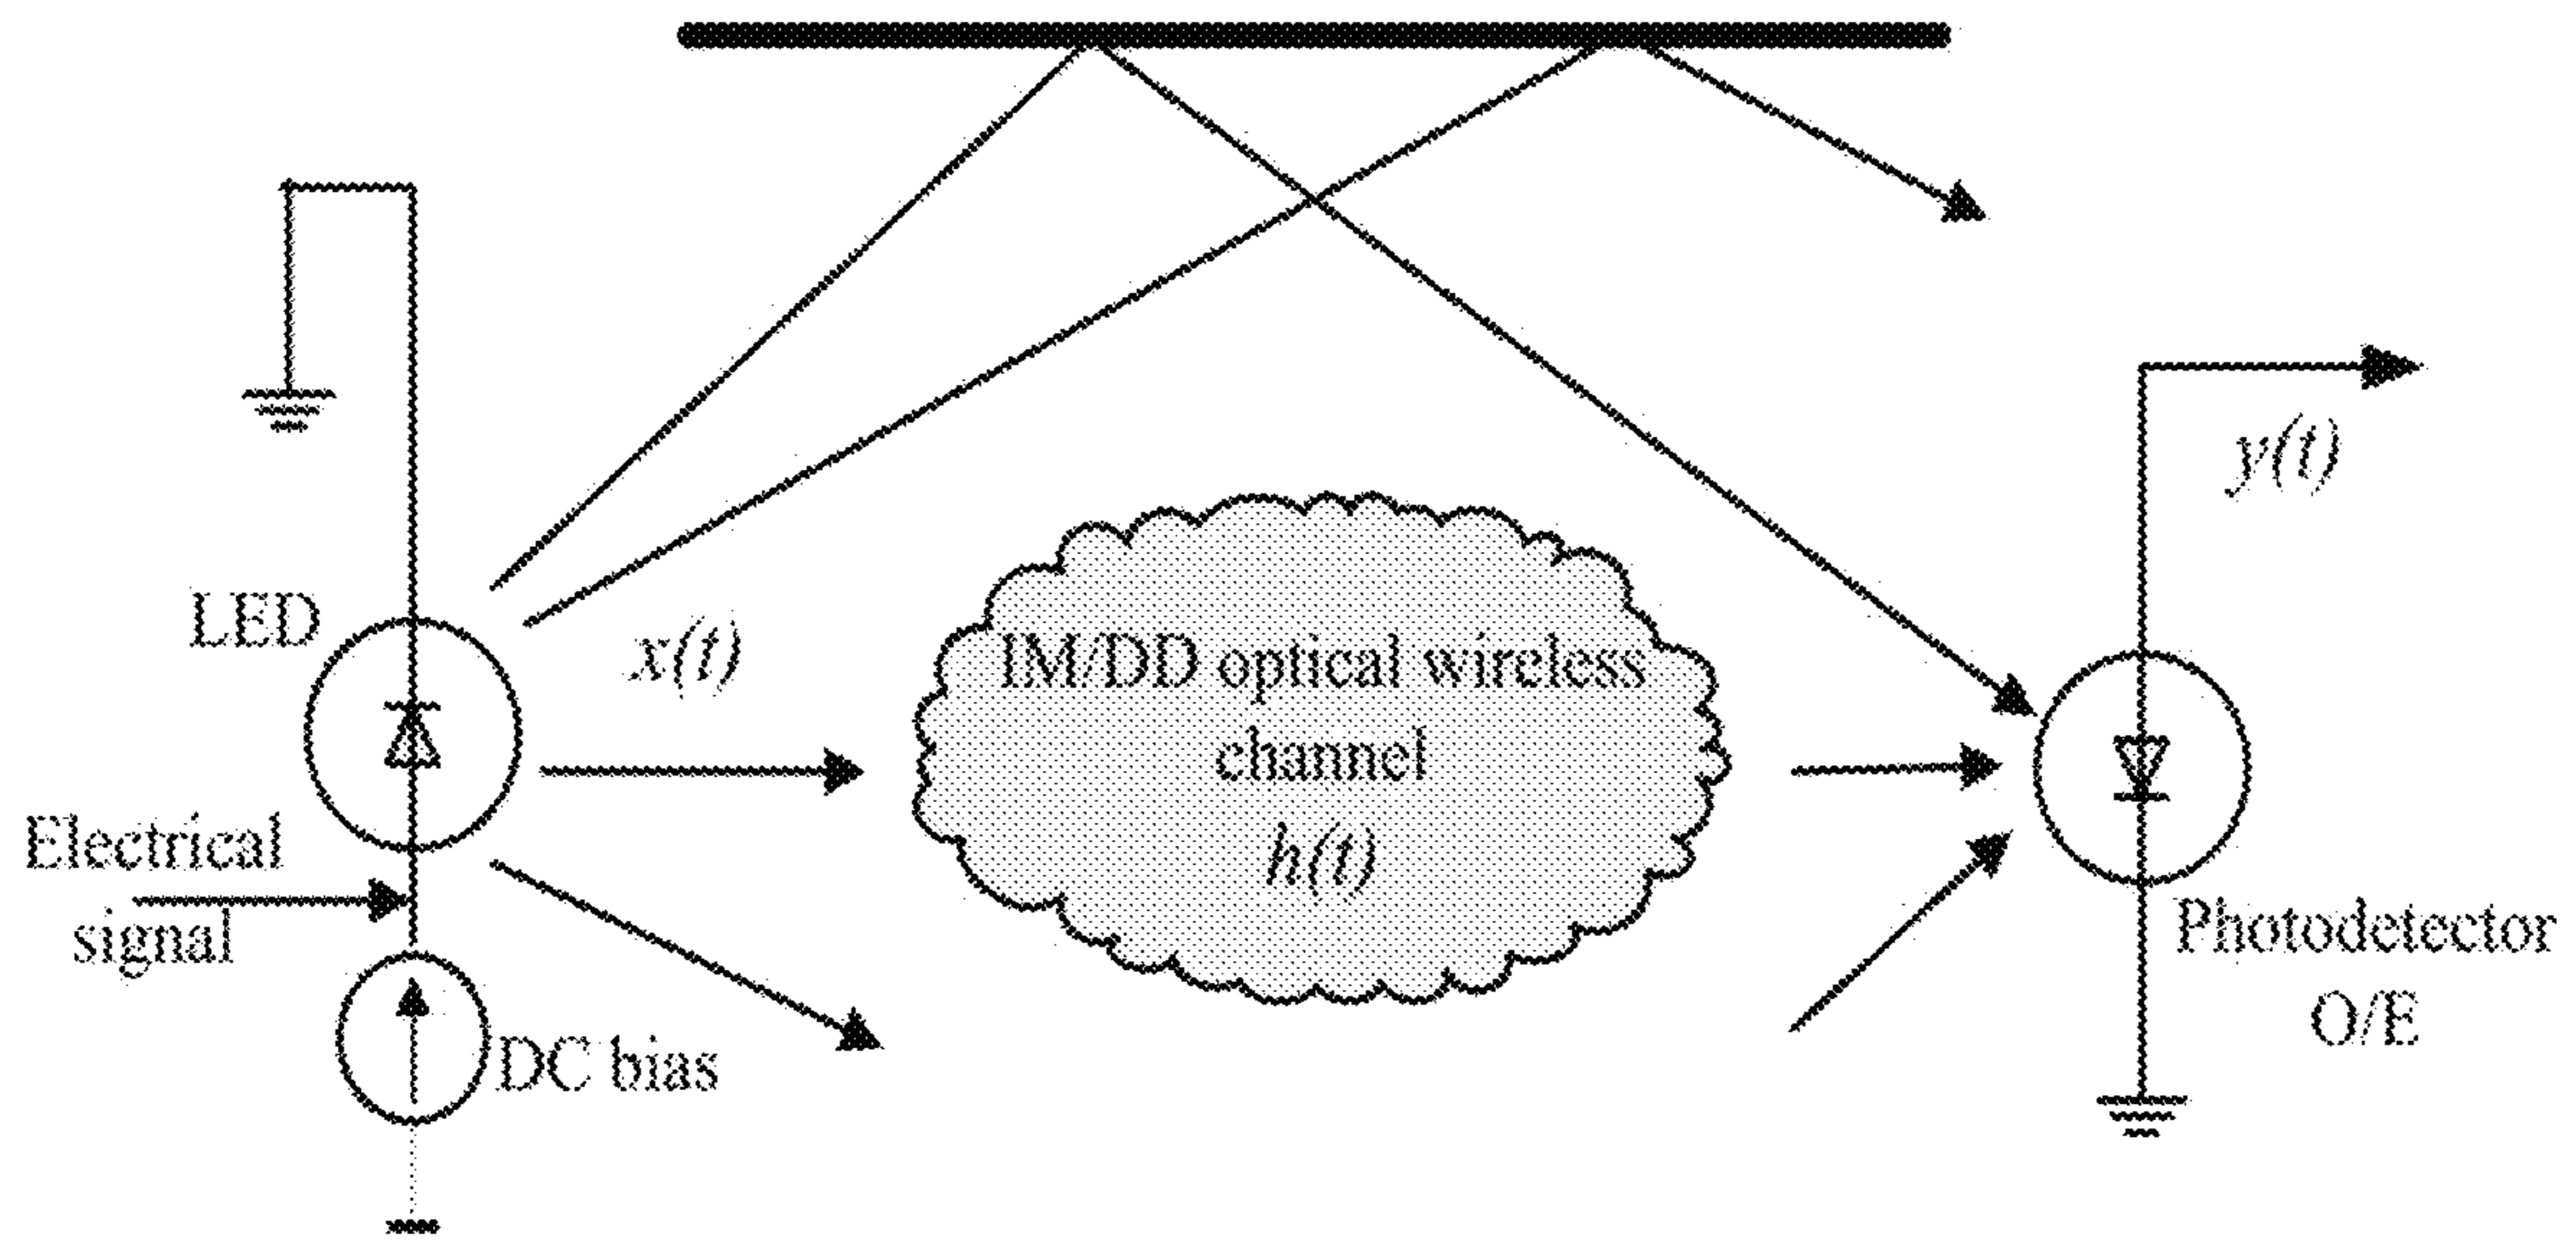 y(t)
LED
x(t)
IM/DD optical wireless
channel
h(t)
Electrical
signal
Photodetector
O/E
DC bias